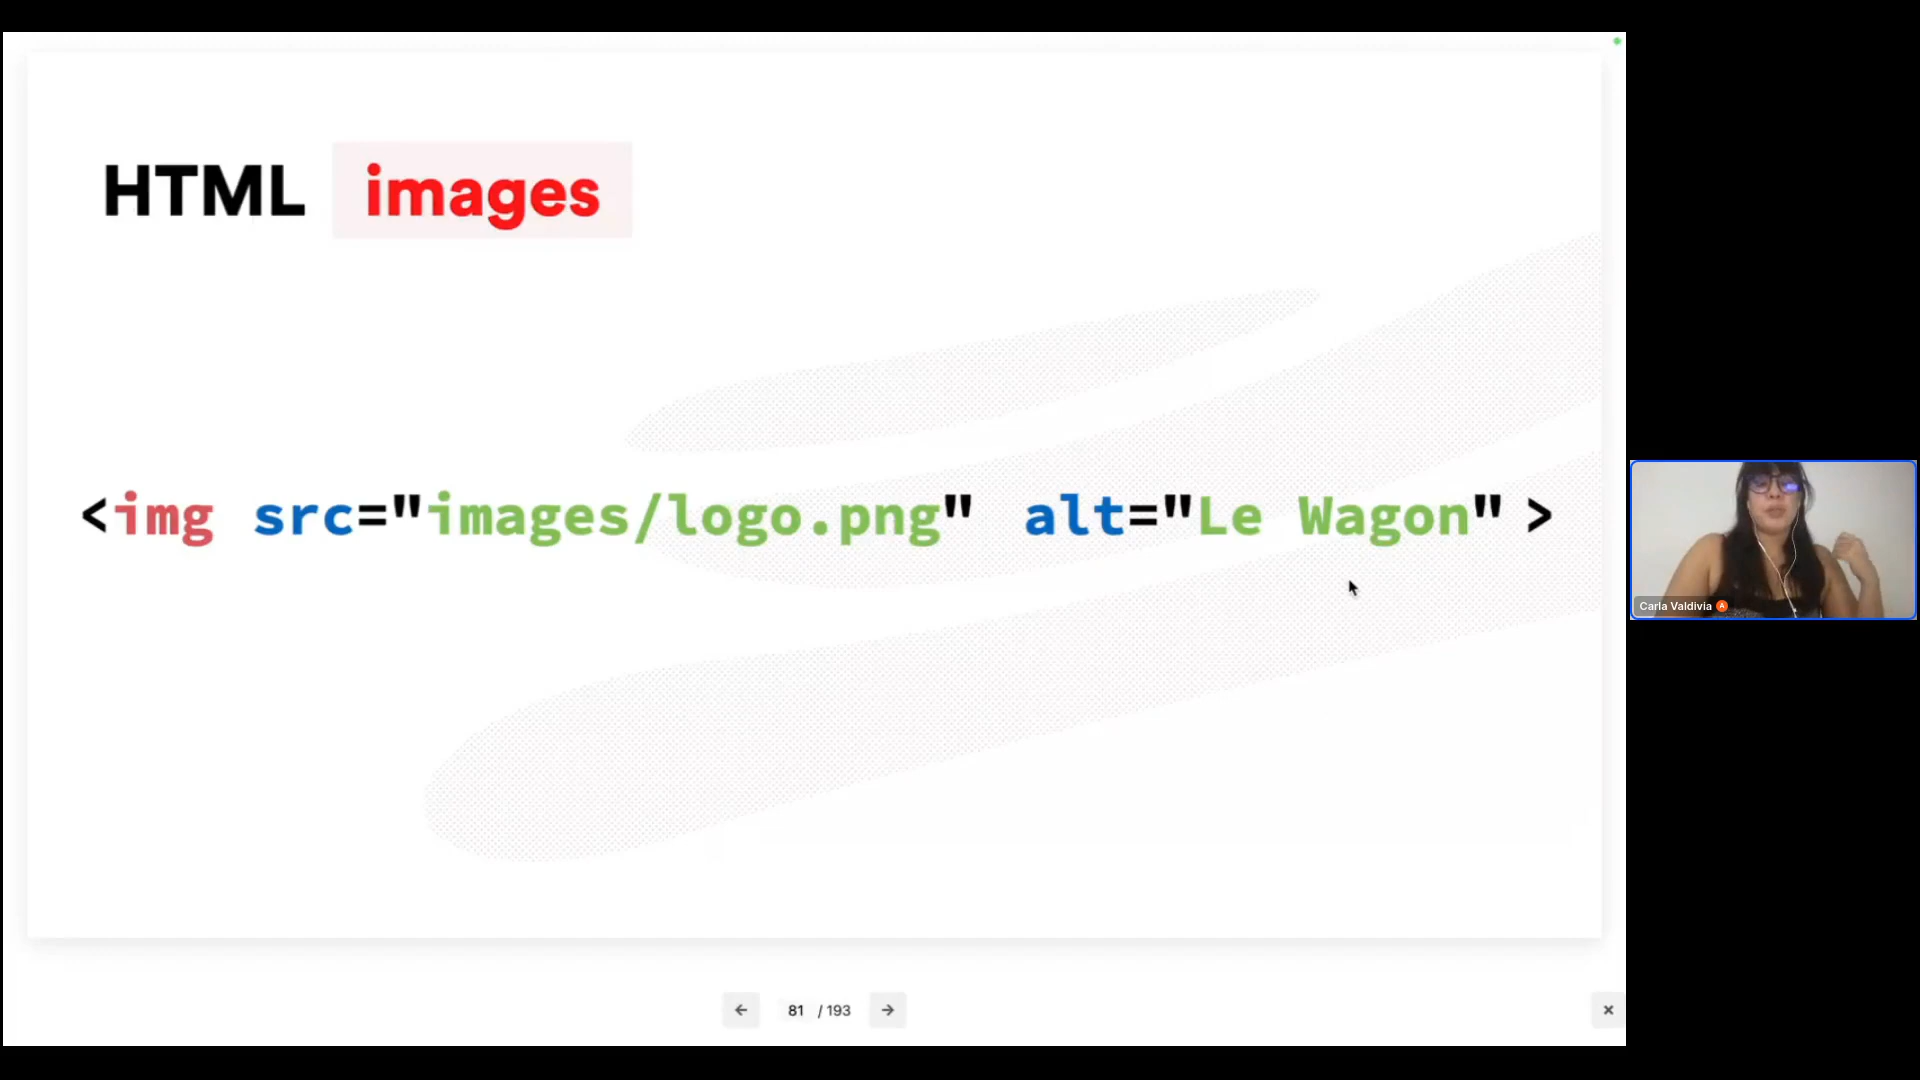 HTML images
<img src="images/logo.png" alt="Le Wagon" >
Carla Valdivia
81 / 193